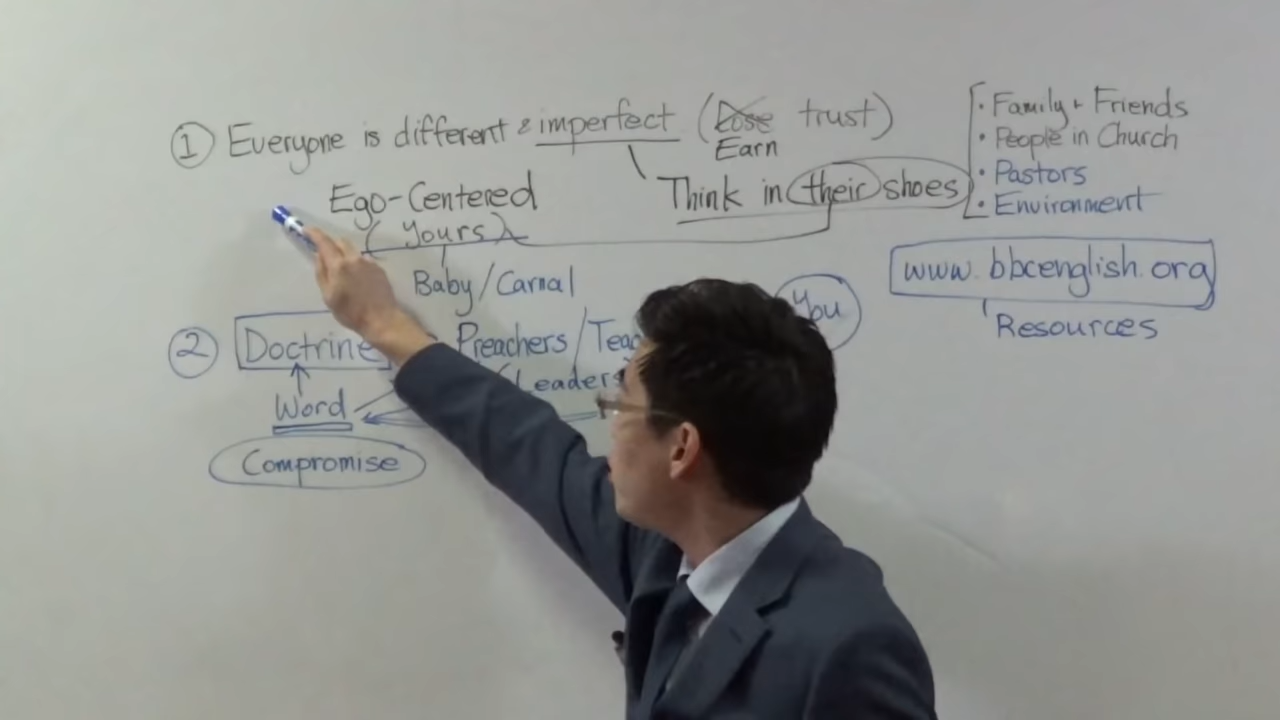 ① Everyone is different & imperfect (Lose trust)
Earn
Think in their shoes
Ego-Centered
(Yours)
Baby/Carnal
② Doctrine Preachers/Teac
/Leaders
You
Word
Compromise
· Family + Friends
· People in Church
· Pastors
· Environment
www.bbcenglish.org
Resources